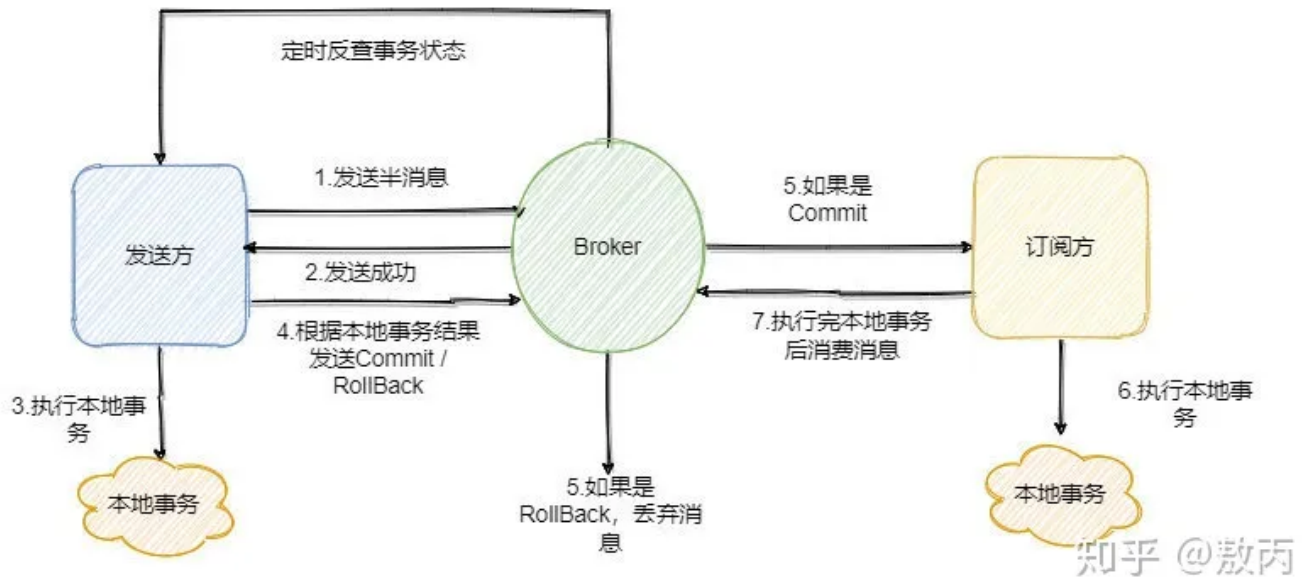 定时反查事务状态
1.发送半消息
发送方
2.发送成功
4.根据本地事务结果
发送Commit /
RollBack
3.执行本地事
务
本地事务
Broker
5.如果是
RollBack，丢弃消
息
5.如果是
Commit
订阅方
7.执行完本地事务
后消费消息
6.执行本地事
务
本地事务
知乎 @敖丙